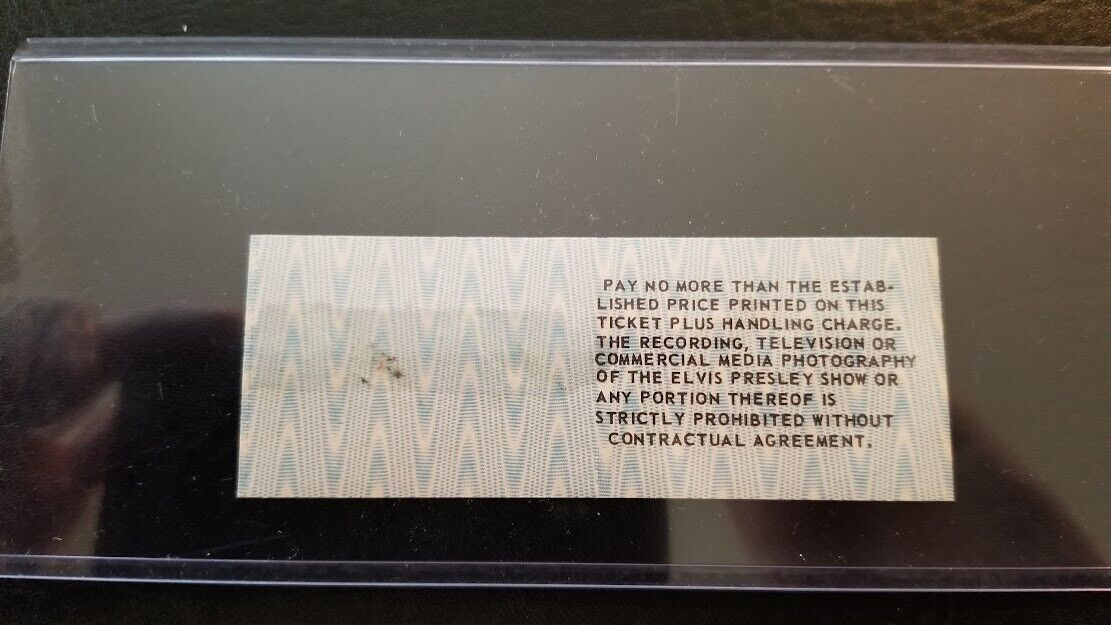 PAY NO MORE THAN THE ESTAB-
LISHED PRICE PRINTED ON THIS
TICKET PLUS HANDLING CHARGE.
THE RECORDING, TELEVISION OR
COMMERCIAL MEDIA PHOTOGRAPHY
OF THE ELVIS PRESLEY SHOW OR
ANY PORTION THEREOF IS
STRICTLY PROHIBITED WITHOUT
CONTRACTUAL AGREEMENT.